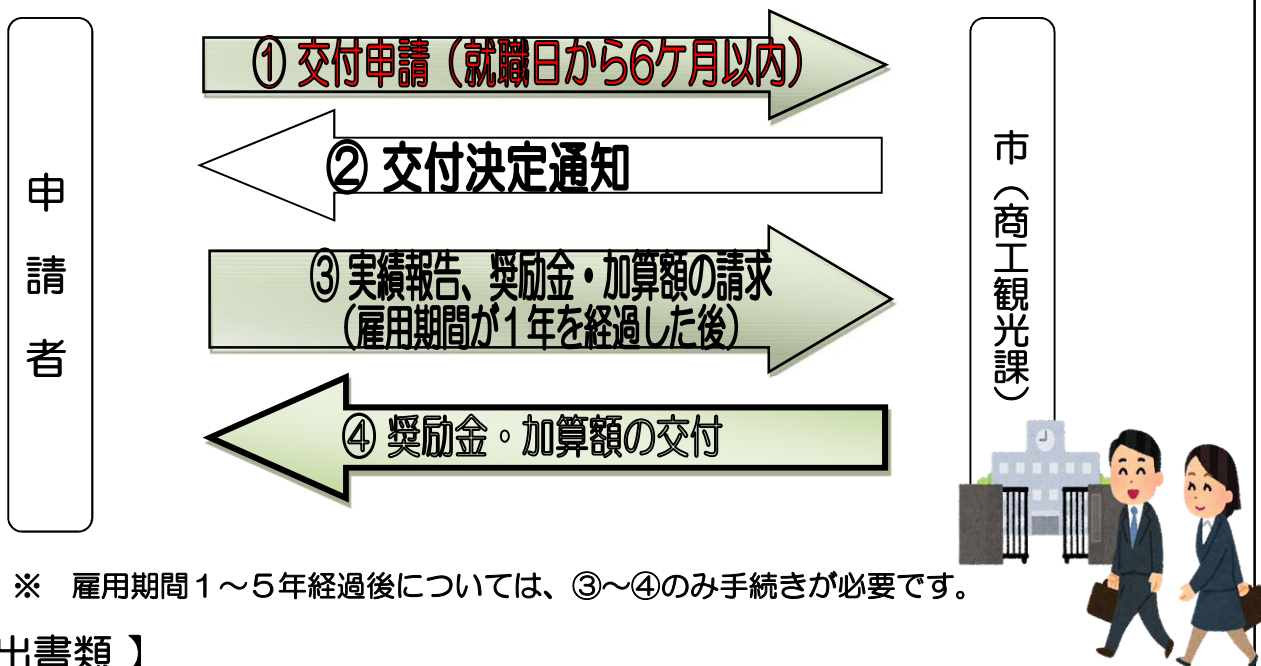 申請者
① 交付申請（就職日から6ケ月以内）
② 交付決定通知
③ 実績報告、奨励金・加算額の請求
（雇用期間が１年を経過した後）
④ 奨励金・加算額の交付
市（商工観光課）
※　雇用期間１～５年経過後については、③～④のみ手続きが必要です。
出書類 】